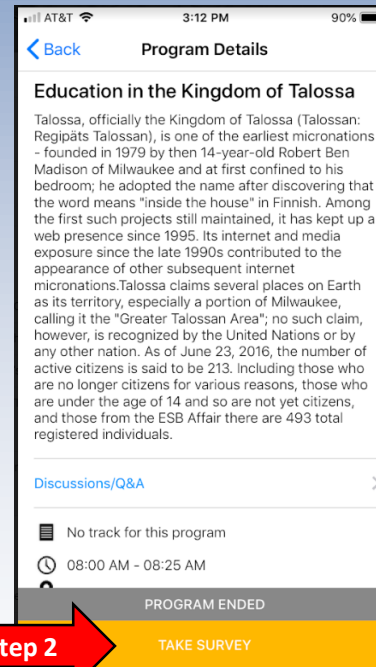 AT&T 3:12 PM 90%
Back Program Details
Education in the Kingdom of Talossa
Talossa, officially the Kingdom of Talossa (Talossan:
Regipäts Talossan), is one of the earliest micronations
- founded in 1979 by then 14-year-old Robert Ben
Madison of Milwaukee and at first confined to his
bedroom; he adopted the name after discovering that
the word means "inside the house" in Finnish. Among
the first such projects still maintained, it has kept up a
web presence since 1995. Its internet and media
exposure since the late 1990s contributed to the
appearance of other subsequent internet
micronations.Talossa claims several places on Earth
as its territory, especially a portion of Milwaukee,
calling it the "Greater Talossan Area"; no such claim,
however, is recognized by the United Nations or by
any other nation. As of June 23, 2016, the number of
active citizens is said to be 213. Including those who
are no longer citizens for various reasons, those who
are under the age of 14 and so are not yet citizens,
and those from the ESB Affair there are 493 total
registered individuals.
Discussions/Q&A
No track for this program
08:00 AM - 08:25 AM
PROGRAM ENDED
tep 2 TAKE SURVEY